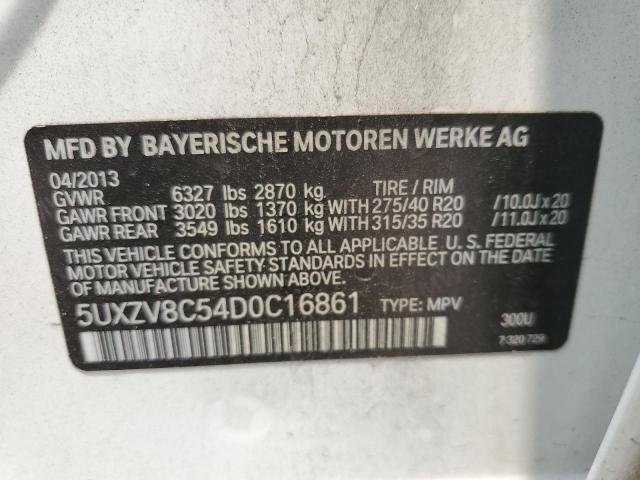 MFD BY BAYERISCHE MOTOREN WERKE AG
04/2013 TIRE / RIM
GVWR 6327 lbs 2870 kg
GAWR FRONT 3020 lbs 1370 kg WITH 275/40 R20 /10.0J x 20
GAWR REAR 3549 lbs 1610 kg WITH 315/35 R20 /11.0J x 20
THIS VEHICLE CONFORMS TO ALL APPLICABLE U. S. FEDERAL
MOTOR VEHICLE SAFETY STANDARDS IN EFFECT ON THE DATE
OF MANUFACTURE SHOWN ABOVE.
5UXZV8C54D0C16861 TYPE: MPV 300U
7 320 729